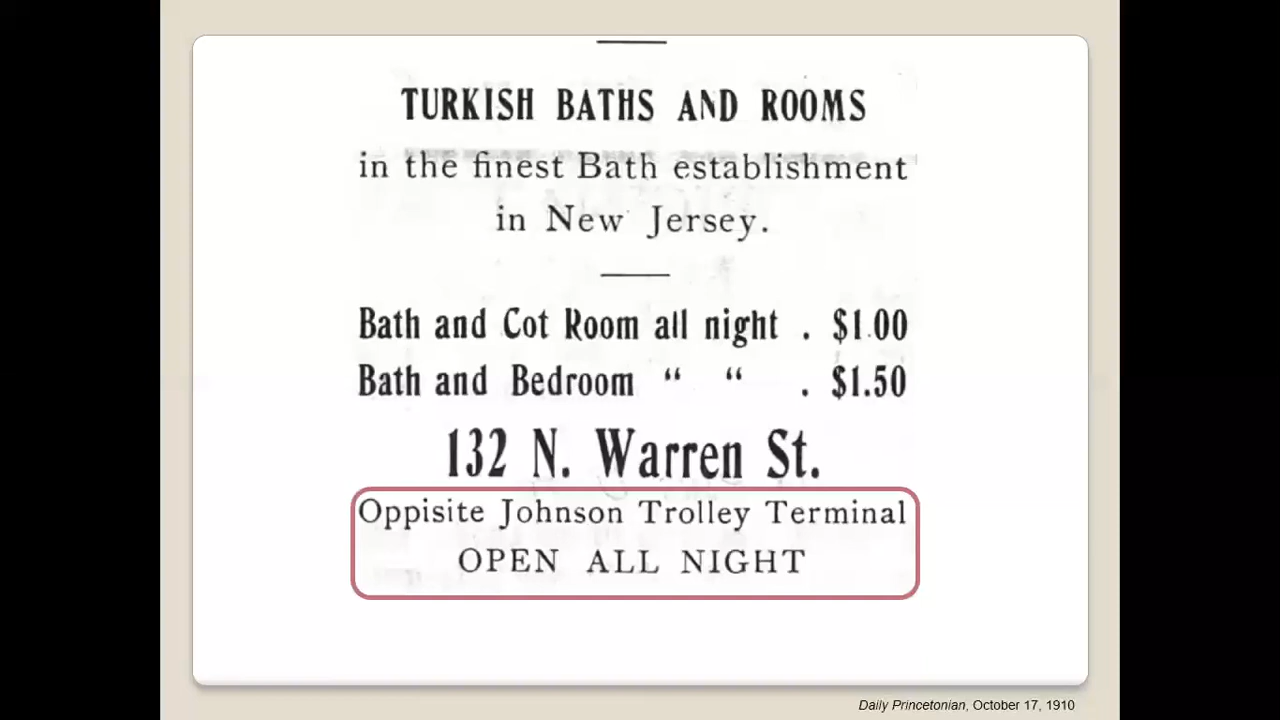 TURKISH BATHS AND ROOMS
in the finest Bath establishment
in New Jersey.
Bath and Cot Room all night . $1.00
Bath and Bedroom “ “ . $1.50
132 N. Warren St.
Oppisite Johnson Trolley Terminal
OPEN ALL NIGHT
Daily Princetonian, October 17, 1910